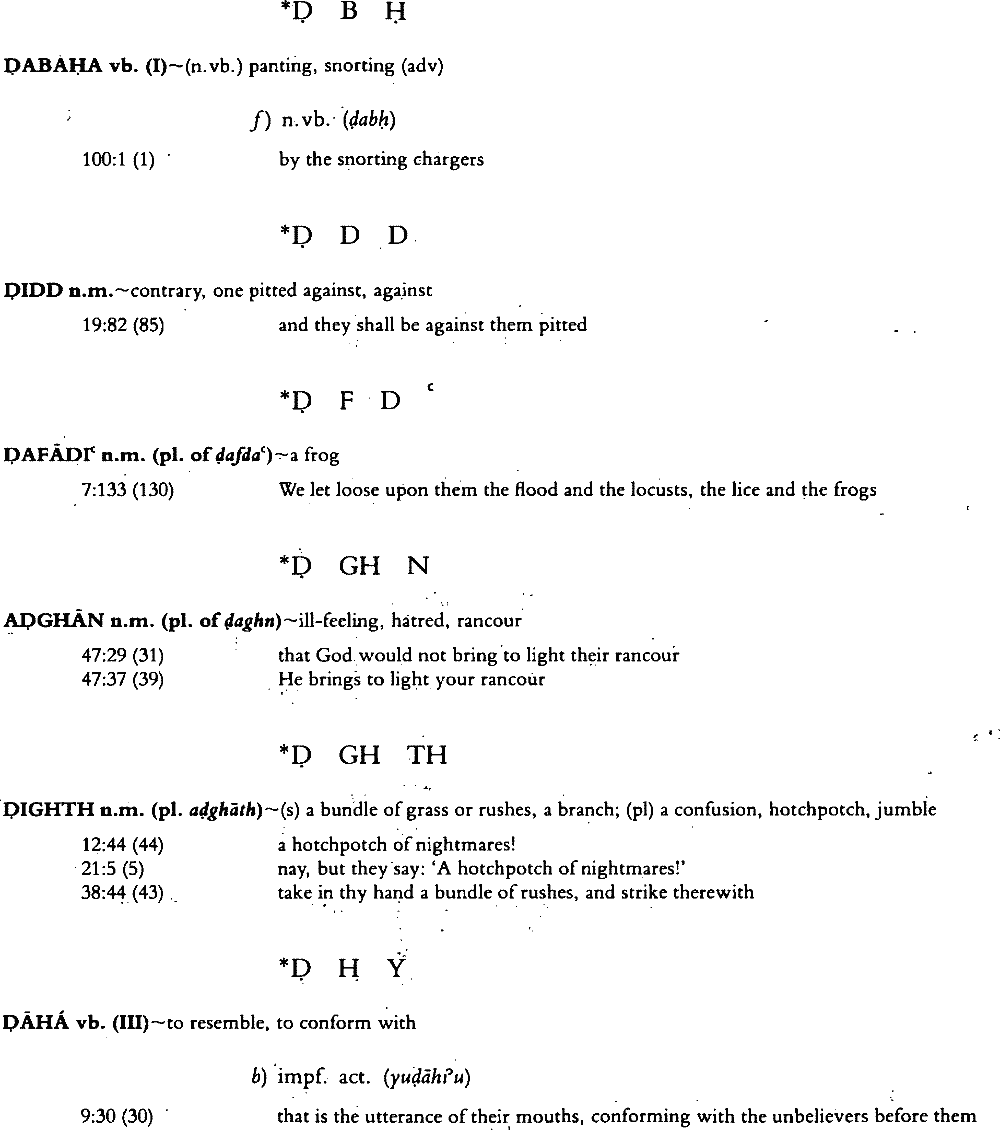 *Ḍ B Ḥ
ḌABAḤA vb. (I)~(n.vb.) panting, snorting (adv)
f) n.vb. (ḍabḥ)
100:1 (1) by the snorting chargers
*Ḍ D D
ḌIDD n.m.~contrary, one pitted against, against
19:82 (85) and they shall be against them pitted
*Ḍ F D ʿ
ḌAFĀDIʿ n.m. (pl. of ḍafdaʿ)~a frog
7:133 (130) We let loose upon them the flood and the locusts, the lice and the frogs
*Ḍ GH N
AḌGHĀN n.m. (pl. of ḍaghn)~ill-feeling, hatred, rancour
47:29 (31) that God would not bring to light their rancour
47:37 (39) He brings to light your rancour
*Ḍ GH TH
ḌIGHTH n.m. (pl. aḍghāth)~(s) a bundle of grass or rushes, a branch; (pl) a confusion, hotchpotch, jumble
12:44 (44) a hotchpotch of nightmares!
21:5 (5) nay, but they say: ‘A hotchpotch of nightmares!’
38:44 (43) take in thy hand a bundle of rushes, and strike therewith
*Ḍ Ḥ Y
ḌĀHÁ vb. (III)~to resemble, to conform with
b) impf. act. (yuḍāhiʾu)
9:30 (30) that is the utterance of their mouths, conforming with the unbelievers before them